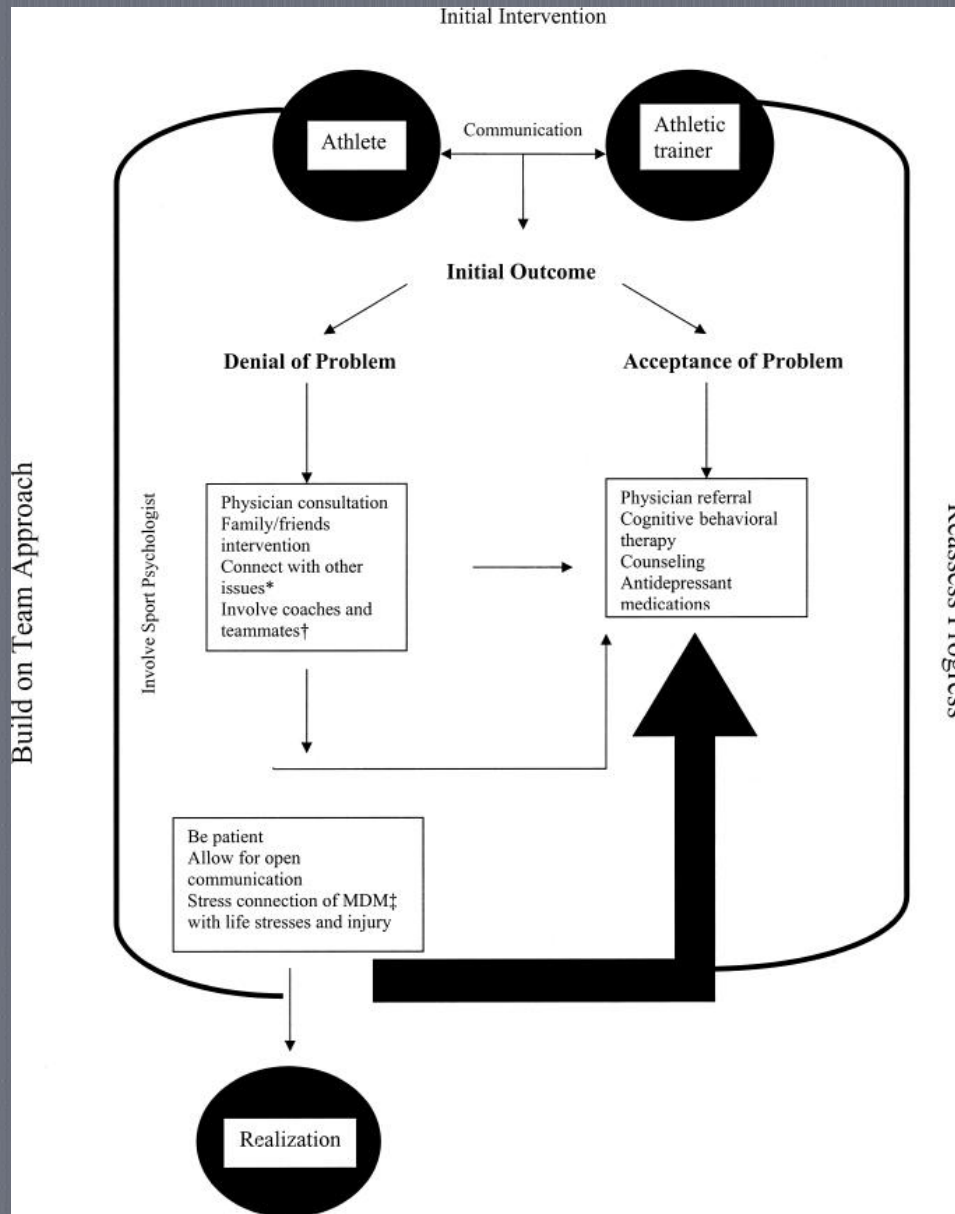 Initial Intervention
Athlete
Communication
Athletic
trainer
Initial Outcome
Denial of Problem
Acceptance of Problem
Physician consultation
Family/friends
intervention
Connect with other
issues*
Involve coaches and
teammates†
Physician referral
Cognitive behavioral
therapy
Counseling
Antidepressant
medications
Build on Team Approach
Involve Sport Psychologist
Reassess Progress
Be patient
Allow for open
communication
Stress connection of MDM‡
with life stresses and injury
Realization